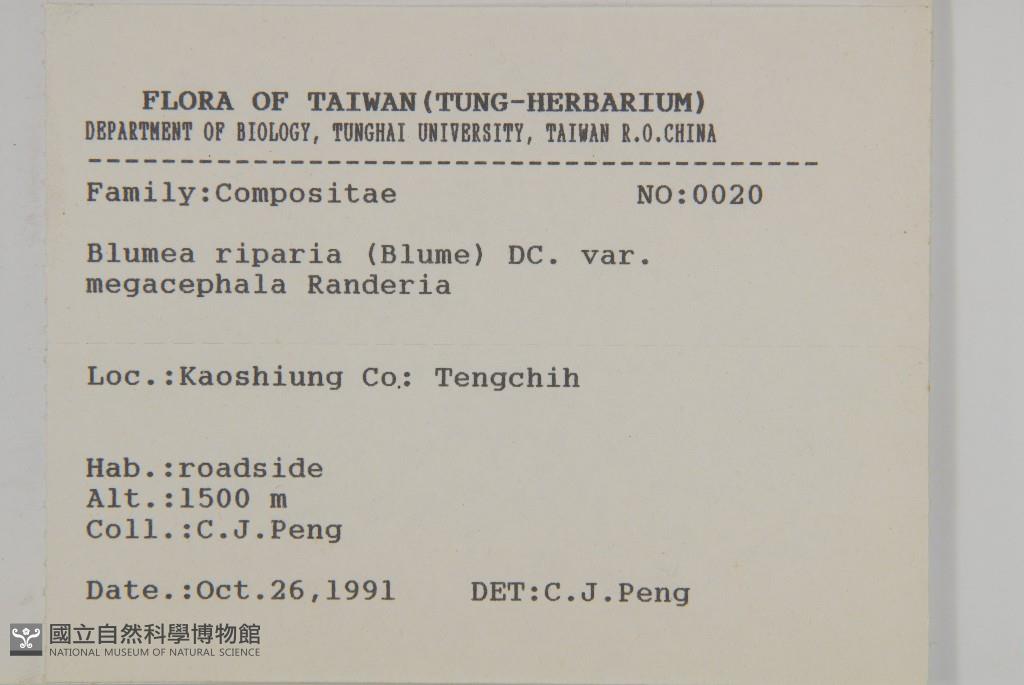 FLORA OF TAIWAN(TUNG-HERBARIUM)
DEPARTMENT OF BIOLOGY, TUNGHAI UNIVERSITY, TAIWAN R.O.CHINA
----------------------------------------
Family:Compositae NO:0020
Blumea riparia (Blume) DC. var.
megacephala Randeria
Loc.:Kaoshiung Co.: Tengchih
Hab.:roadside
Alt.:1500 m
Coll.:C.J.Peng
Date.:Oct.26,1991 DET:C.J.Peng
國立自然科學博物館
NATIONAL MUSEUM OF NATURAL SCIENCE